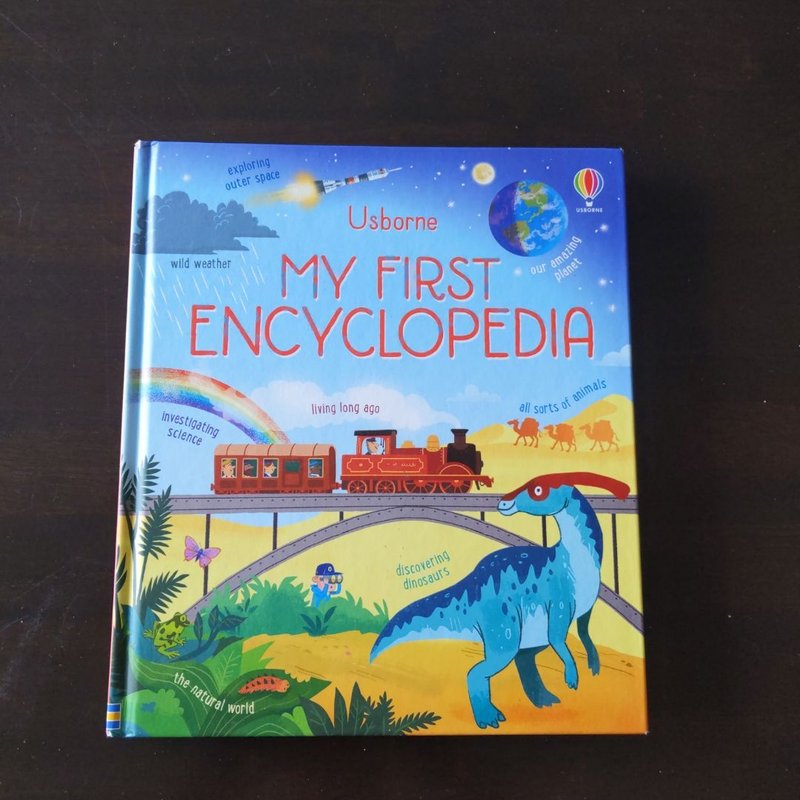 exploring
outer space
Usborne
USBORNE
wild weather
our amazing
planet
MY FIRST
ENCYCLOPEDIA
living long ago
all sorts of animals
investigating
science
discovering
dinosaurs
the natural world